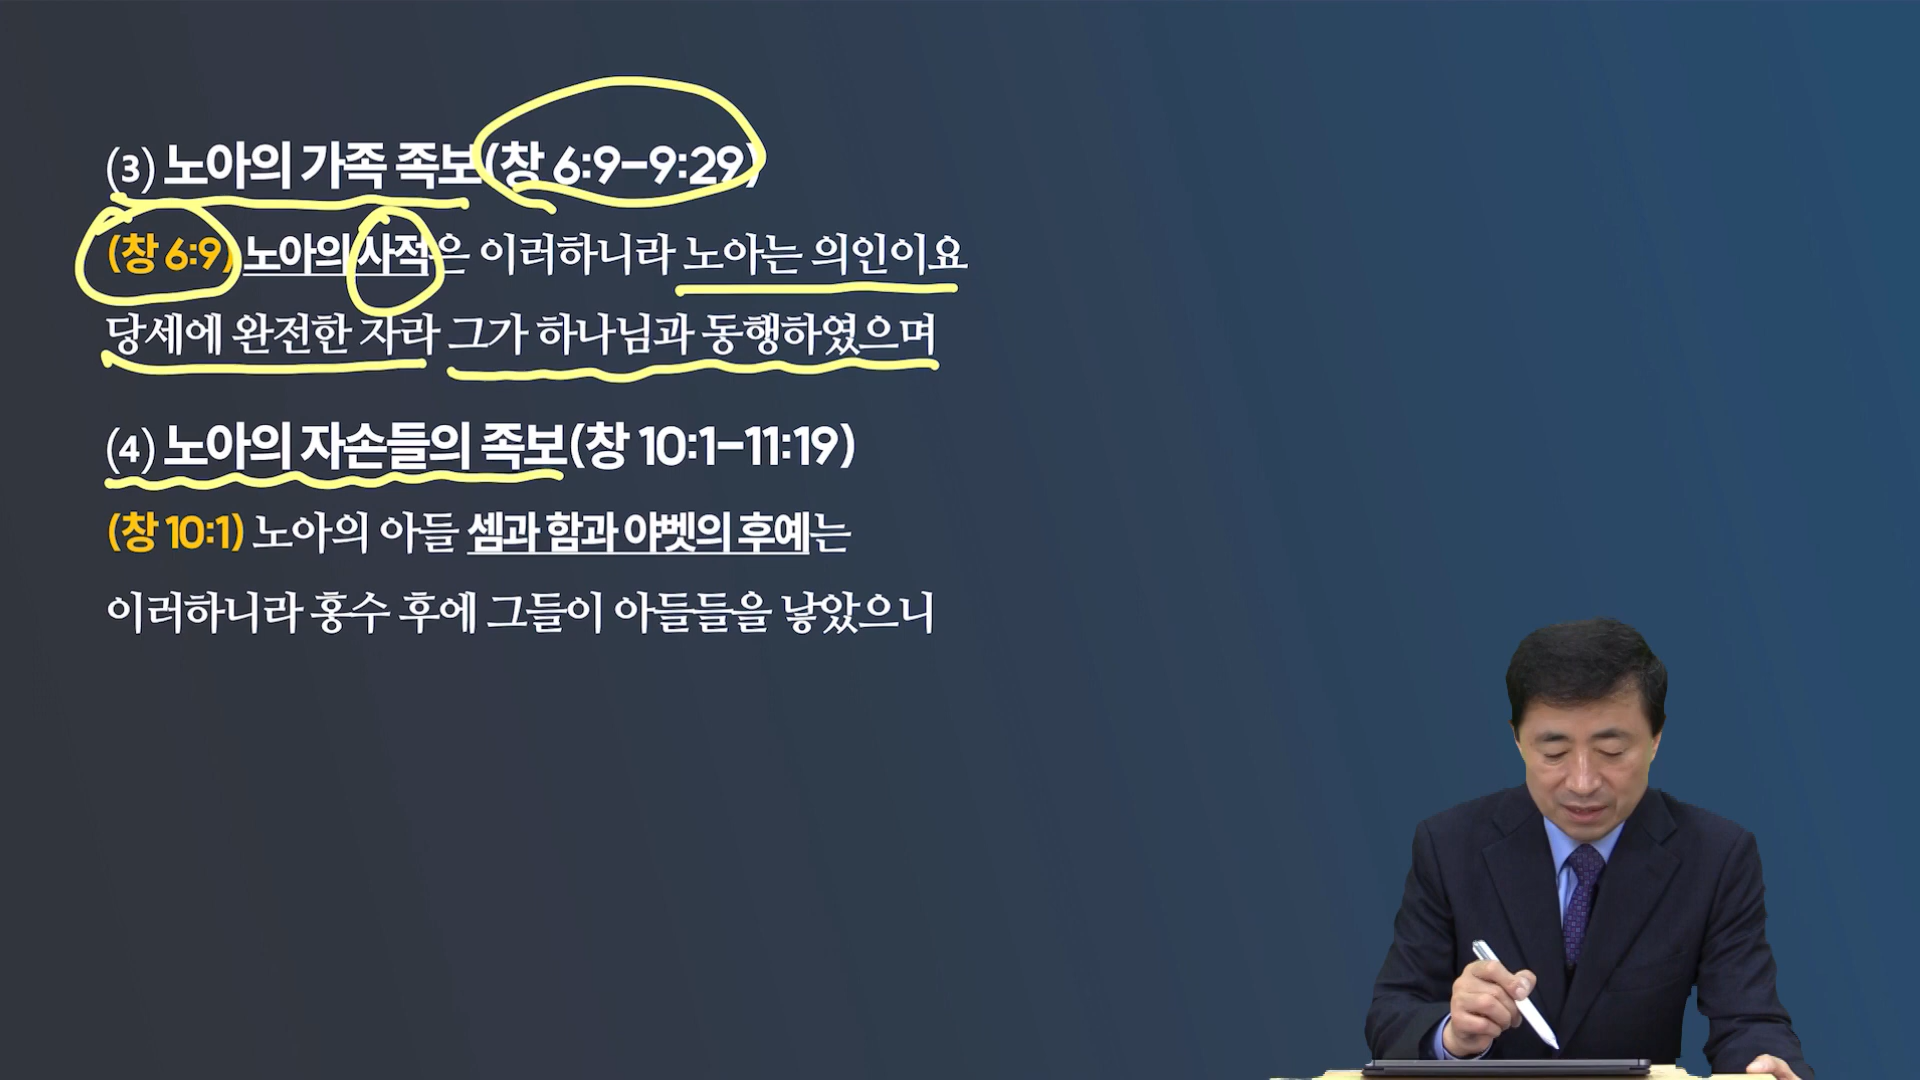 (3) 노아의 가족 족보(창 6:9-9:29)
(창 6:9) 노아의 사적은 이러하니라 노아는 의인이요
당세에 완전한 자라 그가 하나님과 동행하였으며
(4) 노아의 자손들의 족보(창 10:1-11:19)
(창 10:1) 노아의 아들 셈과 함과 야벳의 후예는
이러하니라 홍수 후에 그들이 아들들을 낳았으니